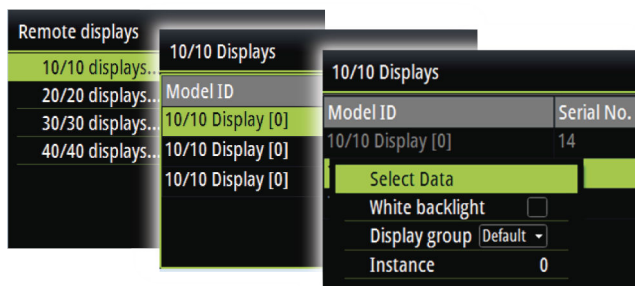 Remote displays
10/10 displays...
20/20 displays...
30/30 displays...
40/40 displays...
10/10 Displays
Model ID
10/10 Display [0]
10/10 Display [0]
10/10 Display [0]
10/10 Displays
Model ID Serial No.
10/10 Display [0] 14
Select Data
White backlight
Display group Default
Instance 0